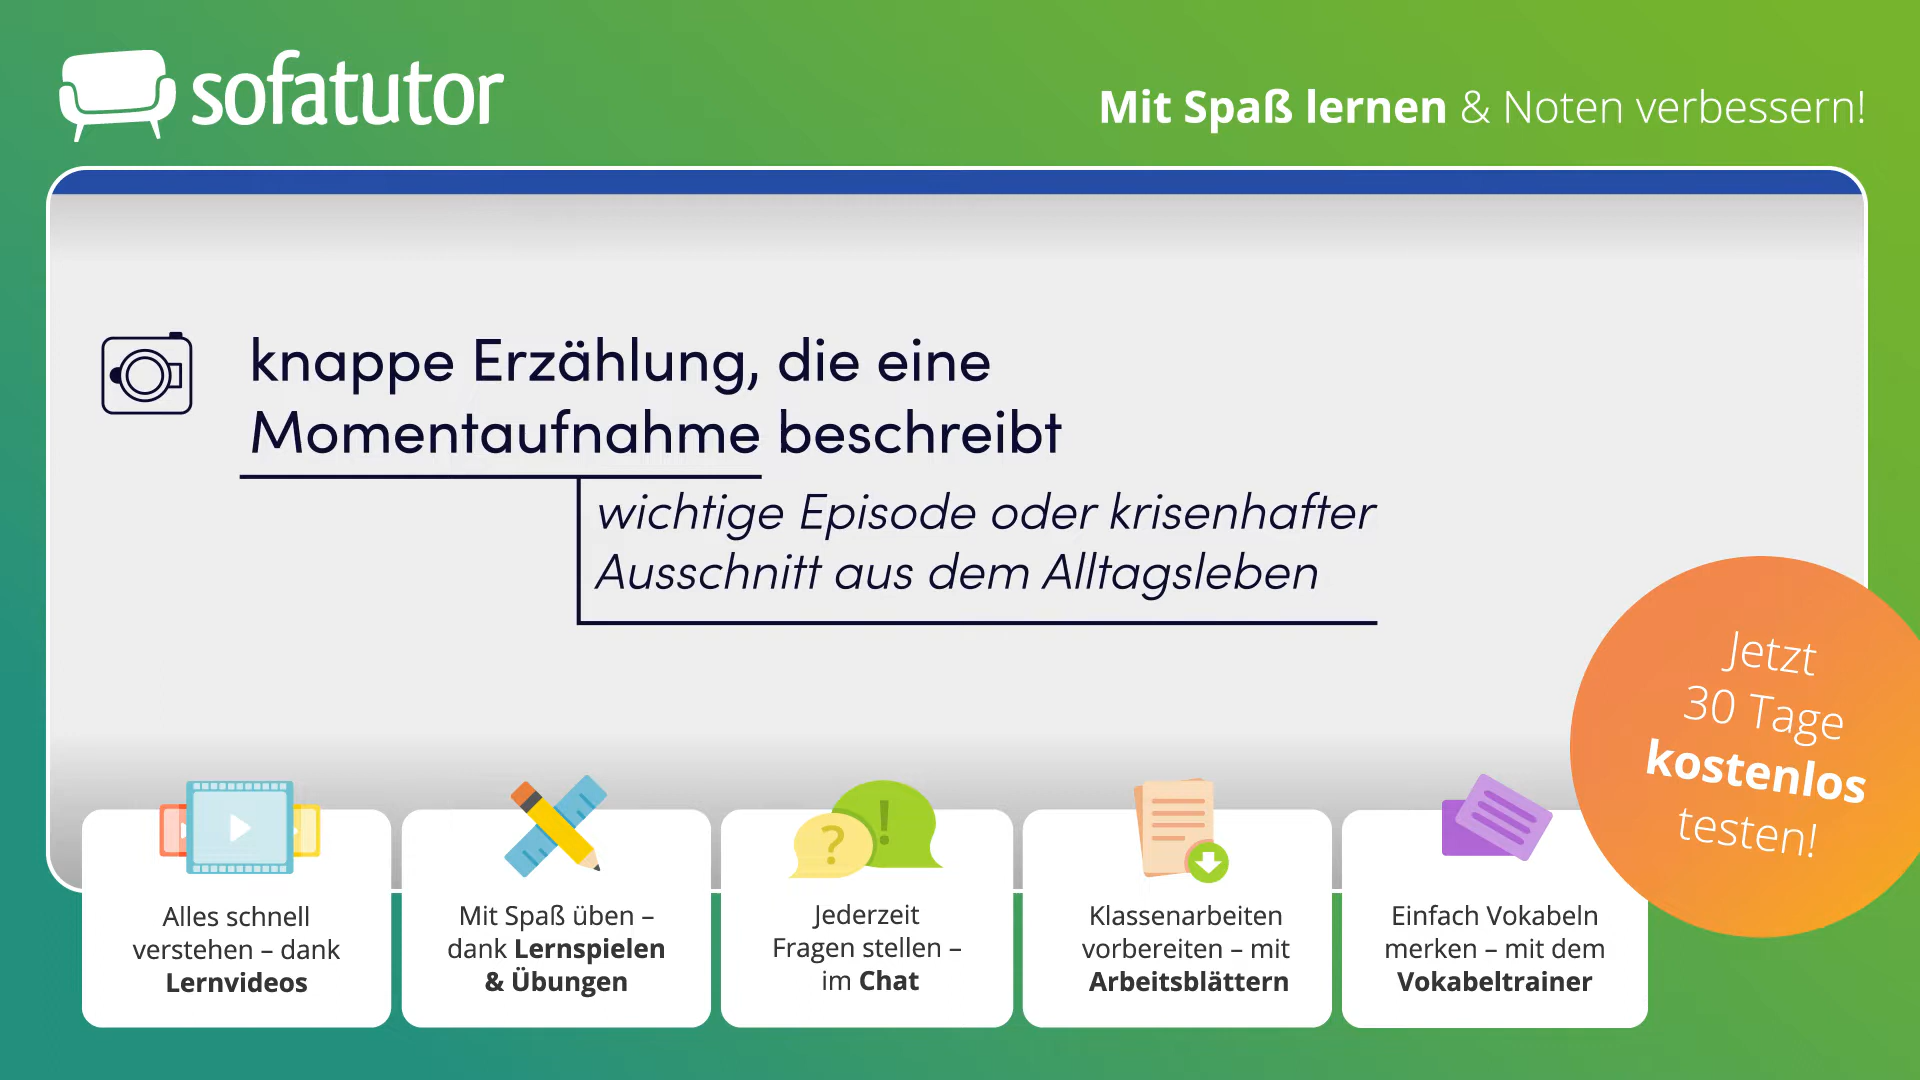 sofatutor
Mit Spaß lernen & Noten verbessern!
knappe Erzählung, die eine
Momentaufnahme beschreibt
wichtige Episode oder krisenhafter
Ausschnitt aus dem Alltagsleben
Jetzt
30 Tage
kostenlos
testen!
Alles schnell
verstehen – dank
Lernvideos
Mit Spaß üben –
dank Lernspielen
& Übungen
Jederzeit
Fragen stellen –
im Chat
Klassenarbeiten
vorbereiten – mit
Arbeitsblättern
Einfach Vokabeln
merken – mit dem
Vokabeltrainer